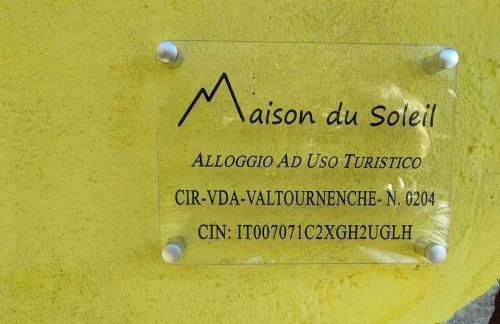 Maison du Soleil
ALLOGGIO AD USO TURISTICO
CIR-VDA-VALTOURNENCHE- N. 0204
CIN: IT007071C2XGH2UGLH